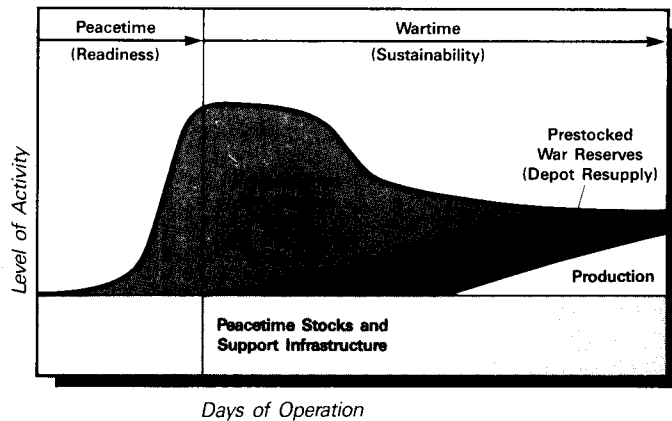 Peacetime
Wartime
(Readiness)
(Sustainability)
Level of Activity
Prestocked
War Reserves
(Depot Resupply)
Production
Peacetime Stocks and
Support Infrastructure
Days of Operation